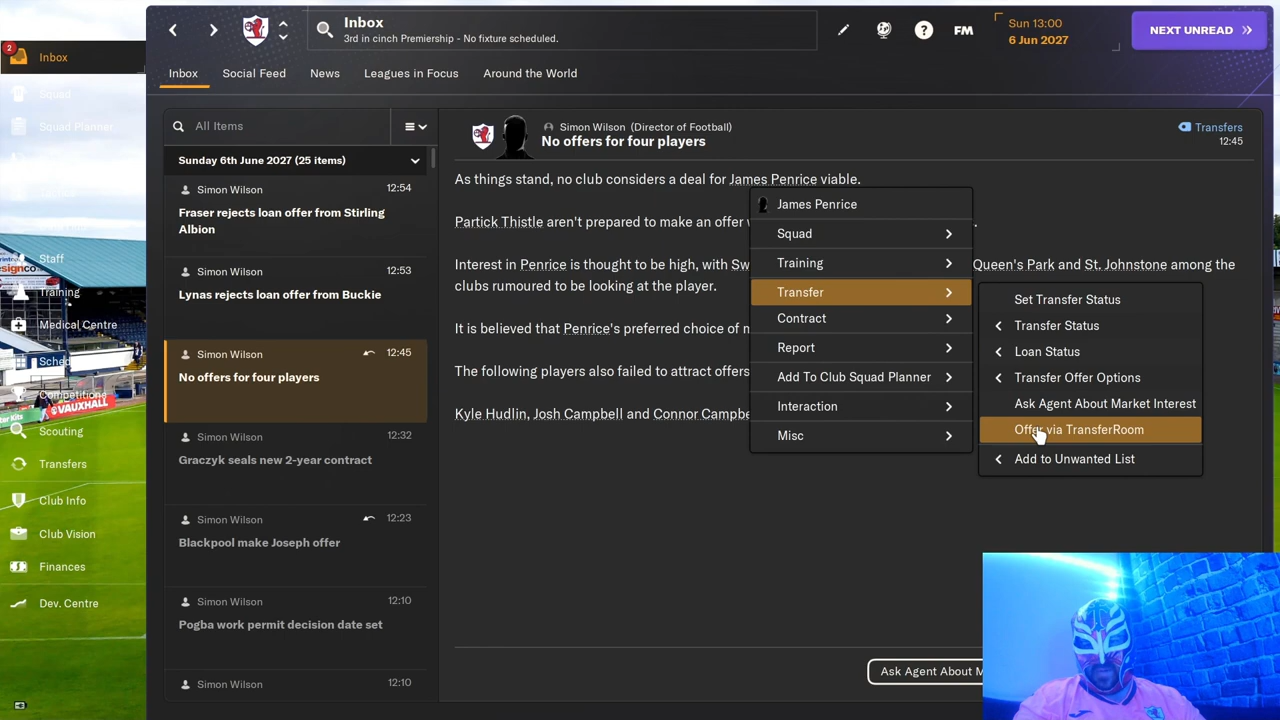 Inbox
3rd in cinch Premiership - No fixture scheduled.
FM
Sun 13:00
6 Jun 2027
NEXT UNREAD
2
Inbox
Squad
Squad Planner
Staff
Training
Medical Centre
Sched
Competitions
Scouting
Transfers
Club Info
Club Vision
Finances
Dev. Centre
VAUXHALL
Inbox
Social Feed
News
Leagues in Focus
Around the World
All Items
Sunday 6th June 2027 (25 items)
Simon Wilson 12:54
Fraser rejects loan offer from Stirling
Albion
Simon Wilson 12:53
Lynas rejects loan offer from Buckie
Simon Wilson 12:45
No offers for four players
Simon Wilson 12:32
Graczyk seals new 2-year contract
Simon Wilson 12:23
Blackpool make Joseph offer
Simon Wilson 12:10
Pogba work permit decision date set
Simon Wilson 12:10
Simon Wilson (Director of Football)
No offers for four players
Transfers
12:45
As things stand, no club considers a deal for James Penrice viable.
Partick Thistle aren't prepared to make an offer
Interest in Penrice is thought to be high, with Sw Queen's Park and St. Johnstone among the
clubs rumoured to be looking at the player.
It is believed that Penrice's preferred choice of
The following players also failed to attract offers
Kyle Hudlin, Josh Campbell and Connor Campbe
James Penrice
Squad
Training
Transfer
Contract
Report
Add To Club Squad Planner
Interaction
Misc
Set Transfer Status
Transfer Status
Loan Status
Transfer Offer Options
Ask Agent About Market Interest
Offer via TransferRoom
Add to Unwanted List
Ask Agent About M